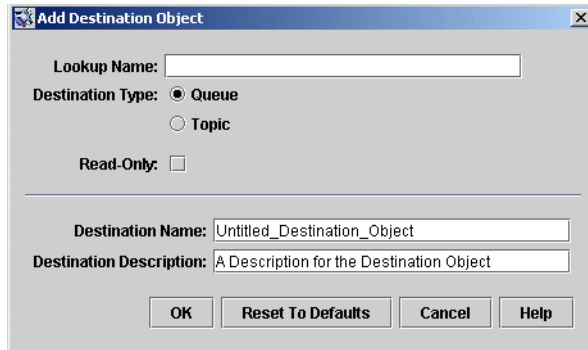 Add Destination Object
Lookup Name:
Destination Type: Queue
Topic
Read-Only:
Destination Name: Untitled_Destination_Object
Destination Description: A Description for the Destination Object
OK Reset To Defaults Cancel Help